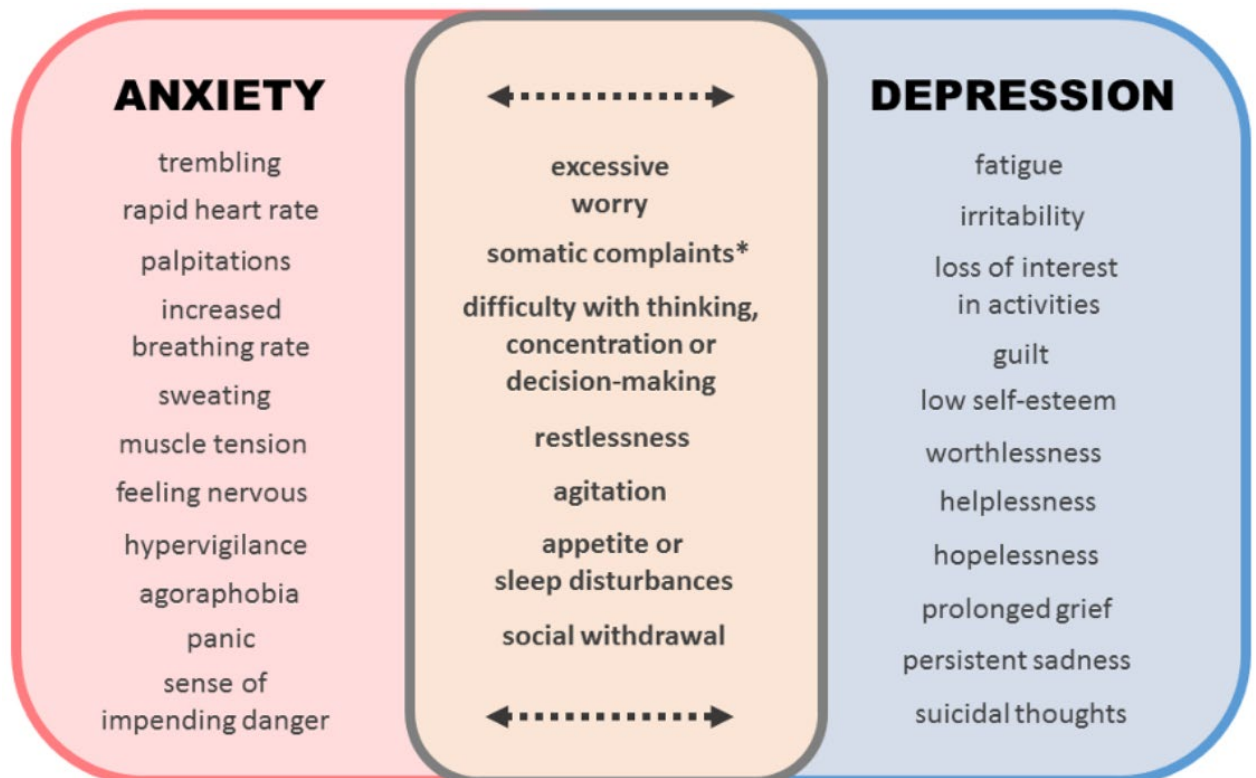 ANXIETY
trembling
rapid heart rate
palpitations
increased
breathing rate
sweating
muscle tension
feeling nervous
hypervigilance
agoraphobia
panic
sense of
impending danger
excessive
worry
somatic complaints*
difficulty with thinking,
concentration or
decision-making
restlessness
agitation
appetite or
sleep disturbances
social withdrawal
DEPRESSION
fatigue
irritability
loss of interest
in activities
guilt
low self-esteem
worthlessness
helplessness
hopelessness
prolonged grief
persistent sadness
suicidal thoughts